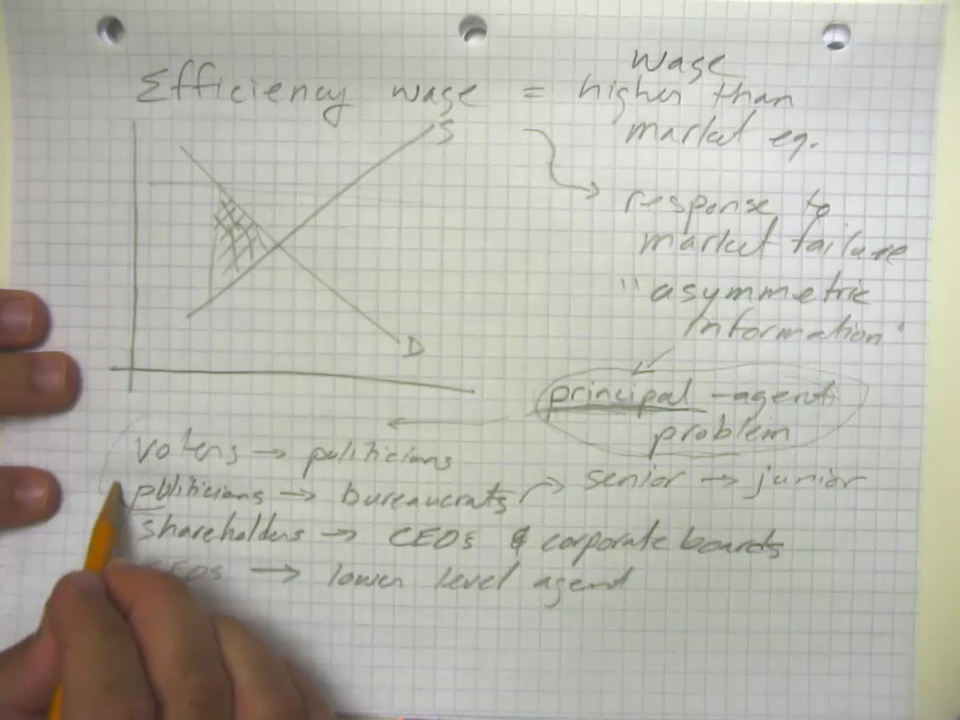 Efficiency wage = wage
higher than
market eq.
S
D
response to
market failure
"asymmetric
information"
principal-agent
problem
voters → politicians
politicians → bureaucrats → senior → junior
shareholders → CEOs & corporate boards
CEOs → lower level agent